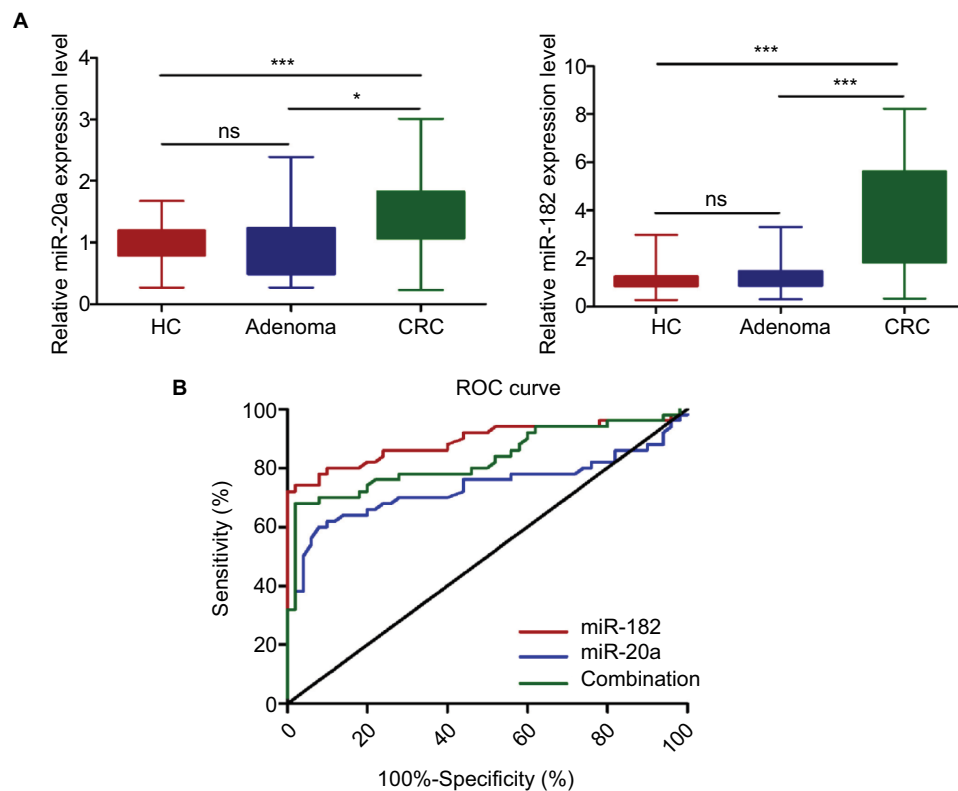 A
Relative miR-20a expression level
4
3
2
1
0
***
*
ns
HC
Adenoma
CRC
Relative miR-182 expression level
10
8
6
4
2
0
***
***
ns
HC
Adenoma
CRC
B
ROC curve
Sensitivity (%)
100
80
60
40
20
0
miR-182
miR-20a
Combination
0
20
40
60
80
100
100%-Specificity (%)